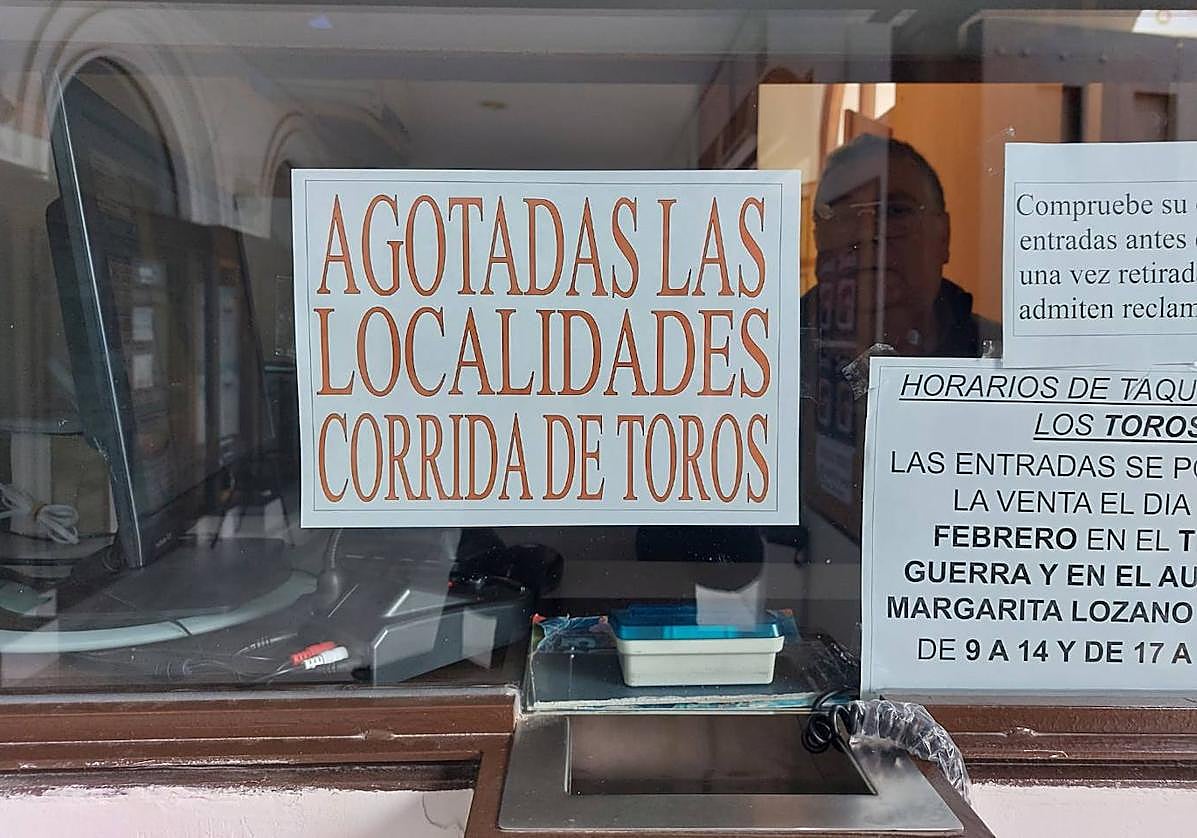 AGOTADAS LAS
LOCALIDADES
CORRIDA DE TOROS
Compruebe su
entradas antes
una vez retirad
admiten reclam
HORARIOS DE TAQU
LOS TOROS
LAS ENTRADAS SE PO
LA VENTA EL DIA
FEBRERO EN EL T
GUERRA Y EN EL AU
MARGARITA LOZANO
DE 9 A 14 Y DE 17 A